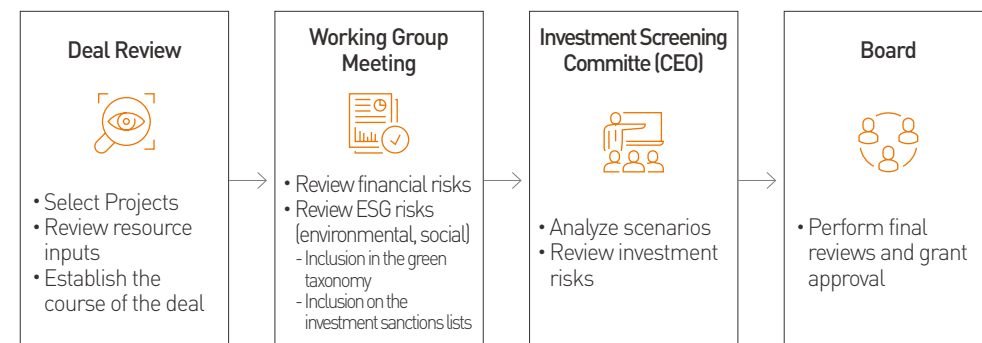 Deal Review
• Select Projects
• Review resource
inputs
• Establish the
course of the deal
Working Group
Meeting
• Review financial risks
• Review ESG risks
(environmental, social)
- Inclusion in the green
taxonomy
- Inclusion on the
investment sanctions lists
Investment Screening
Committe (CEO)
• Analyze scenarios
• Review investment
risks
Board
• Perform final
reviews and grant
approval